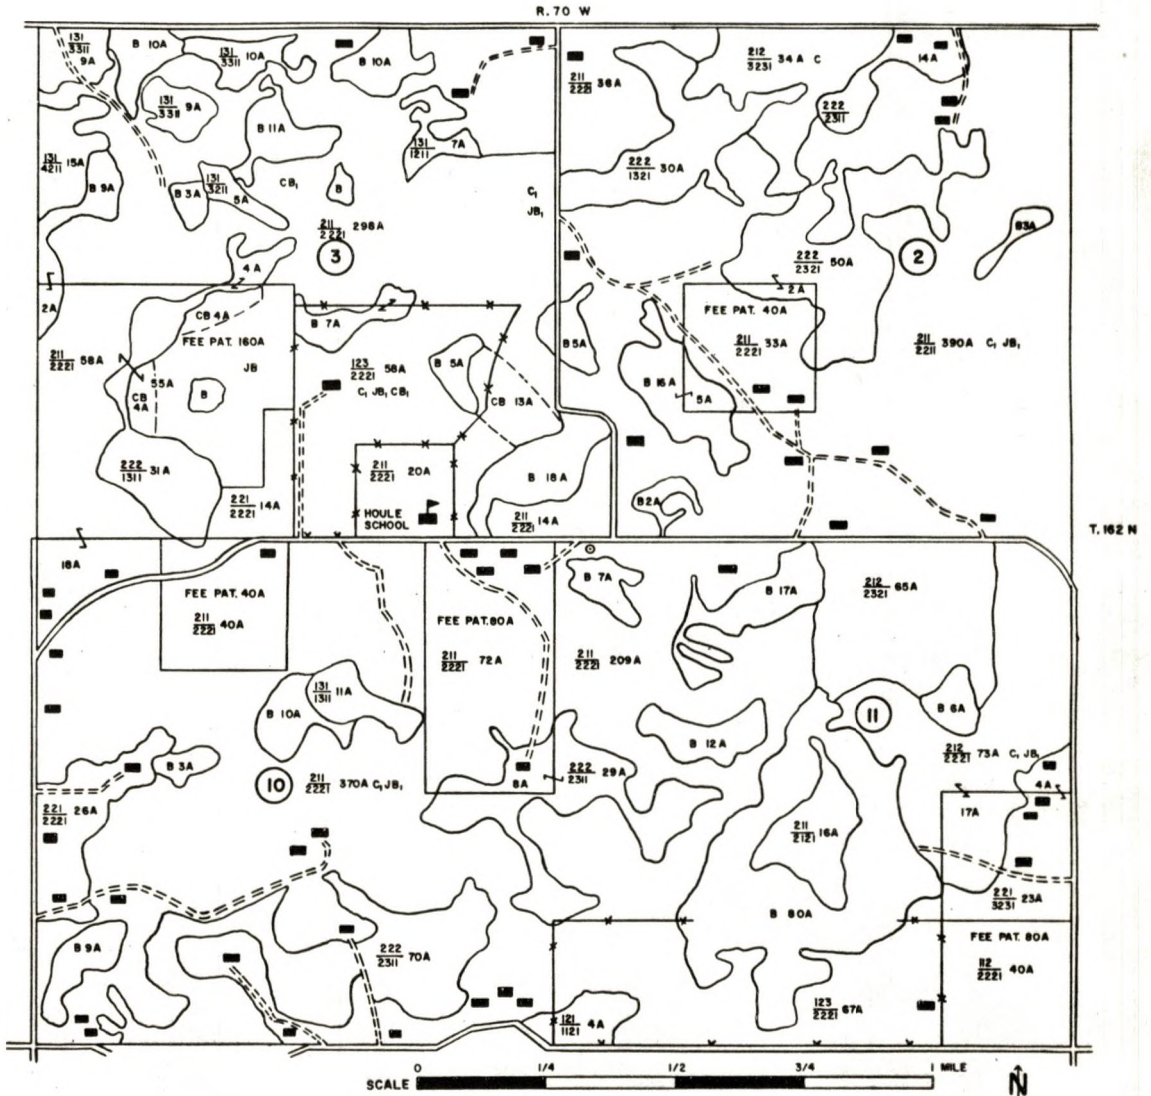 R. 70 W
131
3311
9A
B 10A
131
3311 10A
B 10A
211
2221 36A
212
3231 34A C
14A
131
3311 9A
222
2311
B 11A
131
1211 7A
131
4211 15A
B 9A
B 3A
131
3211
5A
CB₁
B
C₁
JB₁
222
1321 30A
211
2221 298A
3
2
B3A
4A
222
2321 50A
2A
2A
CB 4A
FEE PAT. 160A
B 7A
FEE PAT. 40A
211
2221 58A
JB
55A
CB
4A
B
123
2221 58A
C₁ JB₁ CB₁
B 5A
CB 13A
B5A
211
2221 33A
B 16A
5A
211
2211 390A C₁ JB₁
222
1311 31A
221
2221 14A
211
2221 20A
HOULE
SCHOOL
B 18A
211
2221 14A
B2A
T. 162 N
18A
FEE PAT. 40A
211
2221 40A
FEE PAT. 80A
211
2221 72A
B 7A
B 17A
212
2321 65A
211
2221 209A
131
1311 11A
B 10A
11
B 6A
B 12A
B 3A
10
211
2221 370A C₁ JB₁
8A
222
2311 29A
212
2221 73A C₁ JB₁
4A
17A
221
2221 26A
211
2121 16A
221
3231 23A
B 80A
B 9A
222
2311 70A
FEE PAT. 80A
112
2221 40A
121
1121 4A
123
2221 67A
0 1/4 1/2 3/4 1 MILE
SCALE
N